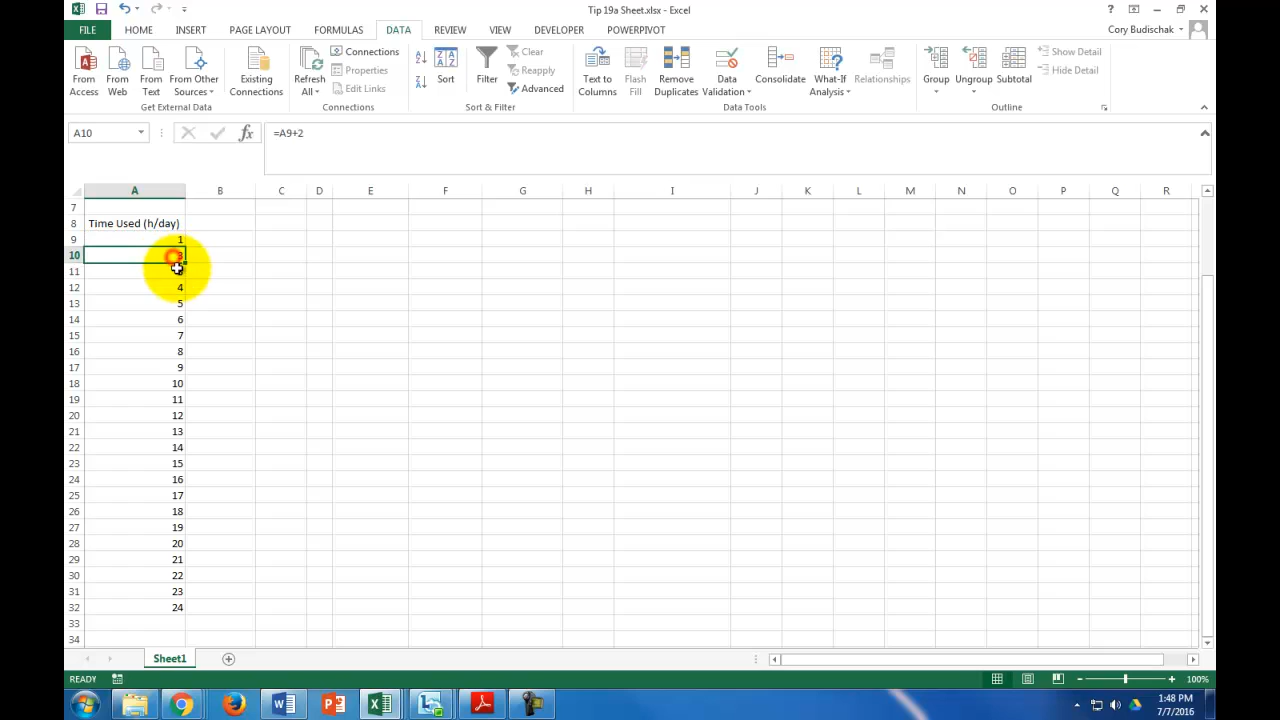 Tip 19a Sheet.xlsx - Excel
FILE HOME INSERT PAGE LAYOUT FORMULAS DATA REVIEW VIEW DEVELOPER POWERPIVOT Cory Budischak
From Access
From Web
From Text
From Other Sources
Existing Connections
Refresh All
Connections
Properties
Edit Links
Sort
Filter
Clear
Reapply
Advanced
Text to Columns
Flash Fill
Remove Duplicates
Data Validation
Consolidate
What-If Analysis
Relationships
Group
Ungroup
Subtotal
Show Detail
Hide Detail
Get External Data Connections Sort & Filter Data Tools Outline
A10 fx =A9+2
A B C D E F G H I J K L M N O P Q R
7
8 Time Used (h/day)
9 1
10 3
11
12 4
13 5
14 6
15 7
16 8
17 9
18 10
19 11
20 12
21 13
22 14
23 15
24 16
25 17
26 18
27 19
28 20
29 21
30 22
31 23
32 24
33
34
Sheet1
READY 100%
1:48 PM
7/7/2016